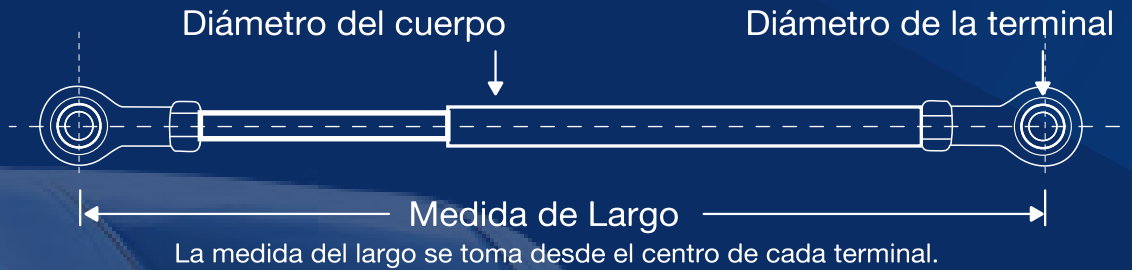 Diámetro del cuerpo
Diámetro de la terminal
Medida de Largo
La medida del largo se toma desde el centro de cada terminal.